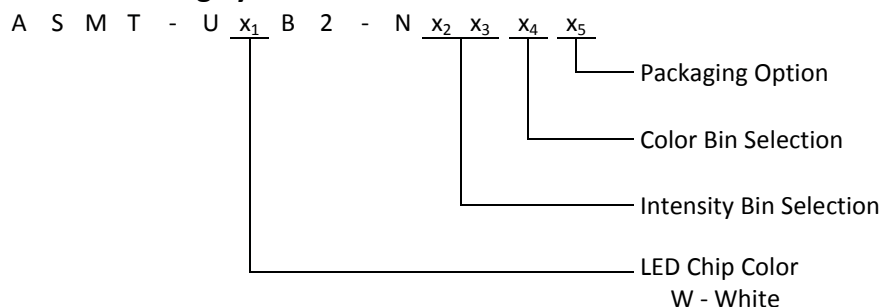 A S M T - U x₁ B 2 - N x₂ x₃ x₄ x₅
Packaging Option
Color Bin Selection
Intensity Bin Selection
LED Chip Color
W - White